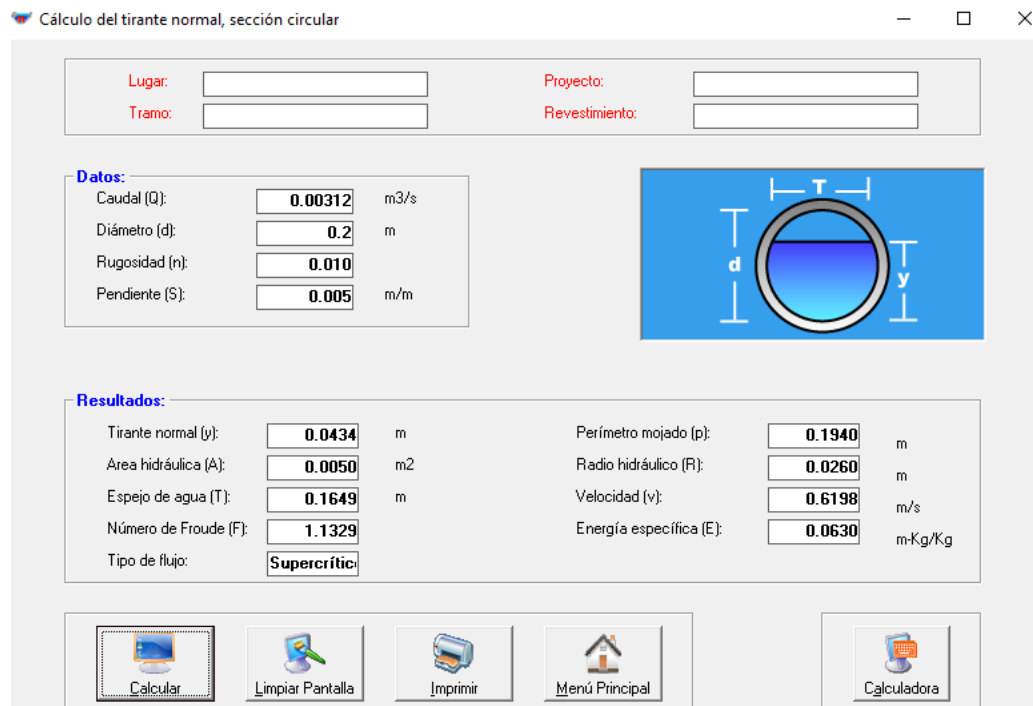 Cálculo del tirante normal, sección circular
Lugar:
Proyecto:
Tramo:
Revestimiento:
Datos:
Caudal (Q): 0.00312 m3/s
Diámetro (d): 0.2 m
Rugosidad (n): 0.010
Pendiente (S): 0.005 m/m
T
d
y
Resultados:
Tirante normal (y): 0.0434 m
Perímetro mojado (p): 0.1940 m
Area hidráulica (A): 0.0050 m2
Radio hidráulico (R): 0.0260 m
Espejo de agua (T): 0.1649 m
Velocidad (v): 0.6198 m/s
Número de Froude (F): 1.1329
Energía específica (E): 0.0630 m-Kg/Kg
Tipo de flujo:
Calcular
Limpiar Pantalla
Imprimir
Menú Principal
Calculadora